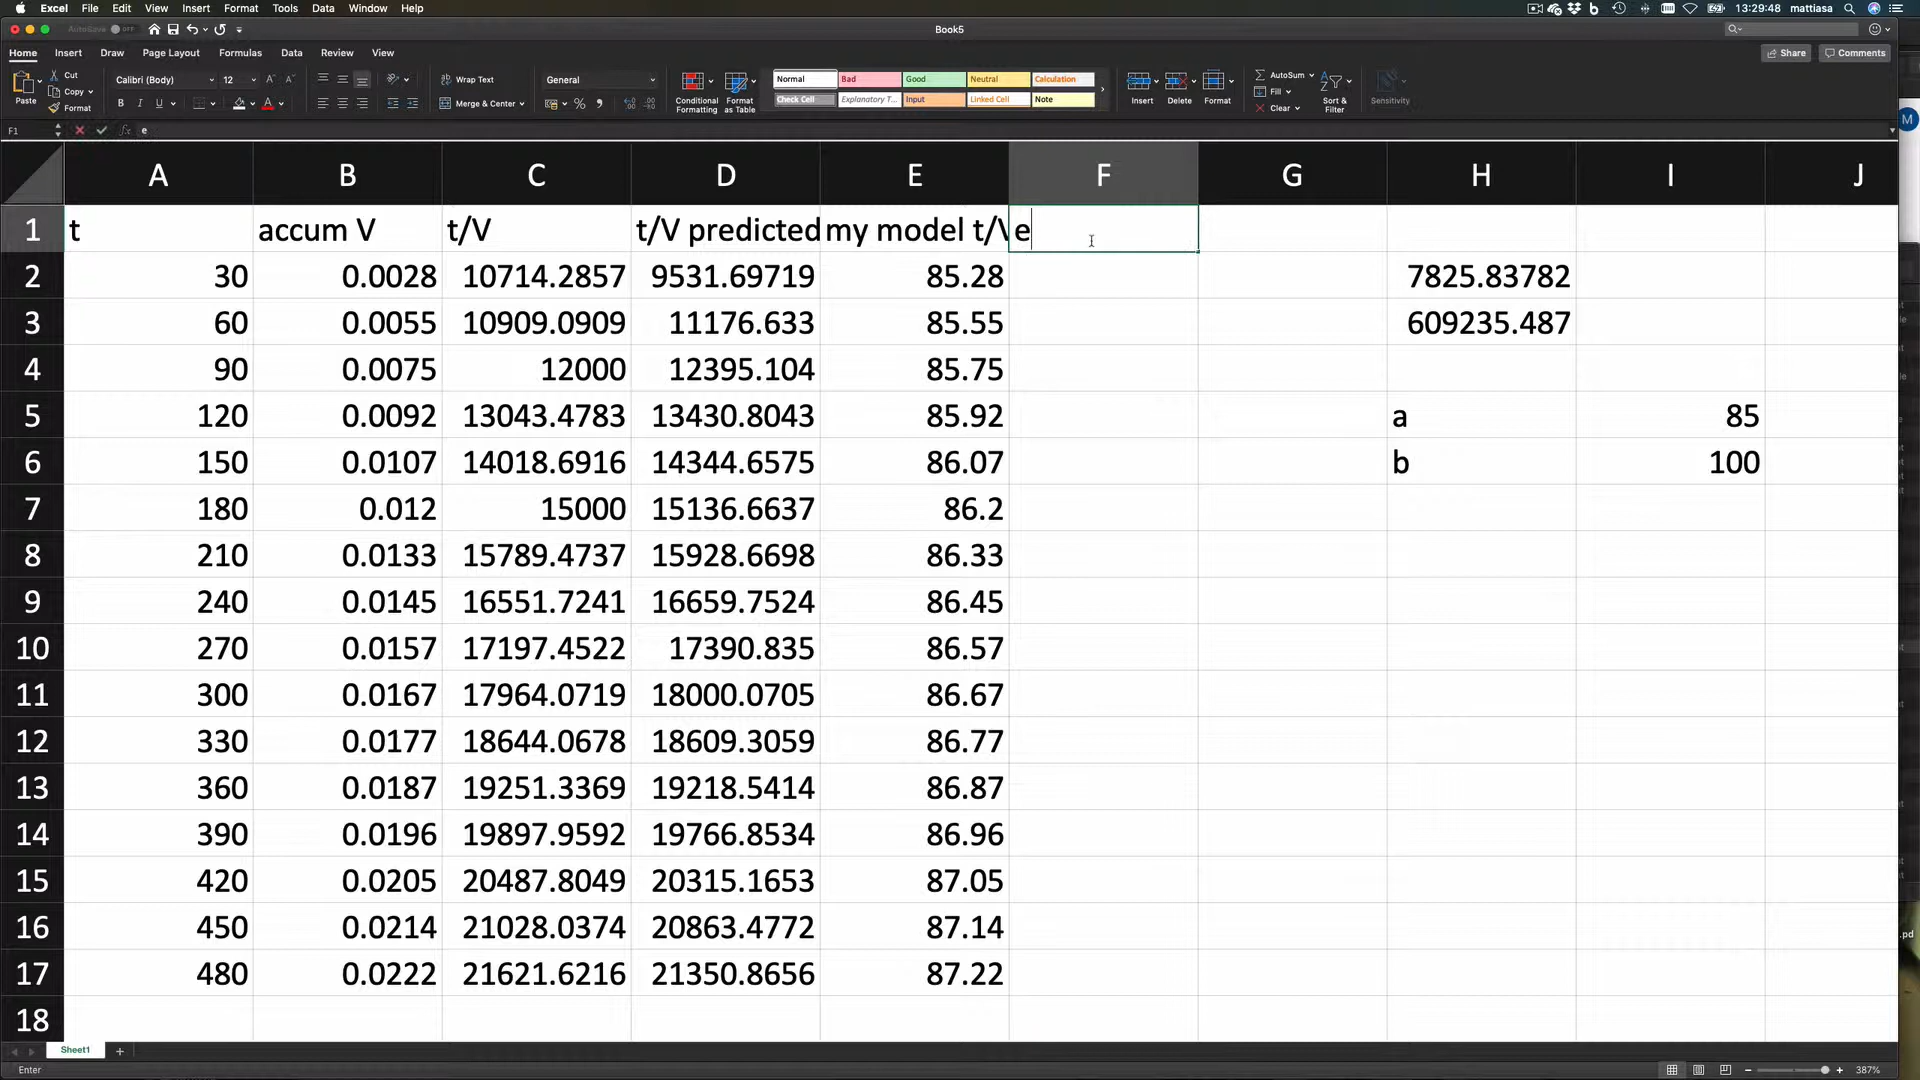 Excel File Edit View Insert Format Tools Data Window Help 13:29:48 mattiasa
AutoSave OFF Book5
Home Insert Draw Page Layout Formulas Data Review View Share Comments
Paste Cut Copy Format
Calibri (Body) 12
B I U
Wrap Text
Merge & Center
General
Conditional Formatting
Format as Table
Normal Bad Good Neutral Calculation
Check Cell Explanatory T... Input Linked Cell Note
Insert Delete Format
AutoSum
Fill
Clear
Sort & Filter
Sensitivity
F1 fx e
A B C D E F G H I J
1 t accum V t/V t/V predicted my model t/V e
2 30 0.0028 10714.2857 9531.69719 85.28 7825.83782
3 60 0.0055 10909.0909 11176.633 85.55 609235.487
4 90 0.0075 12000 12395.104 85.75
5 120 0.0092 13043.4783 13430.8043 85.92 a 85
6 150 0.0107 14018.6916 14344.6575 86.07 b 100
7 180 0.012 15000 15136.6637 86.2
8 210 0.0133 15789.4737 15928.6698 86.33
9 240 0.0145 16551.7241 16659.7524 86.45
10 270 0.0157 17197.4522 17390.835 86.57
11 300 0.0167 17964.0719 18000.0705 86.67
12 330 0.0177 18644.0678 18609.3059 86.77
13 360 0.0187 19251.3369 19218.5414 86.87
14 390 0.0196 19897.9592 19766.8534 86.96
15 420 0.0205 20487.8049 20315.1653 87.05
16 450 0.0214 21028.0374 20863.4772 87.14
17 480 0.0222 21621.6216 21350.8656 87.22
18
Sheet1
Enter 387%
M
.pd